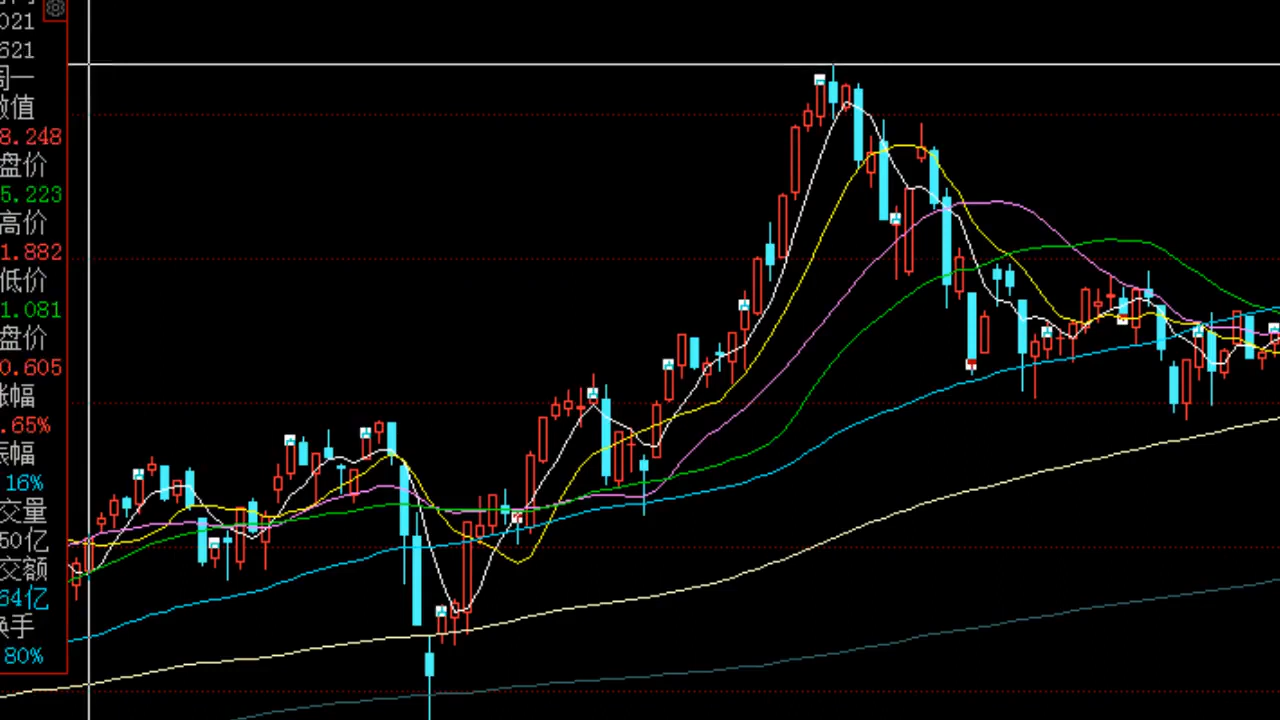 021
621
周一
数值
8.248
盘价
5.223
高价
1.882
低价
1.081
盘价
0.605
涨幅
.65%
振幅
16%
交量
50亿
交额
64亿
换手
80%